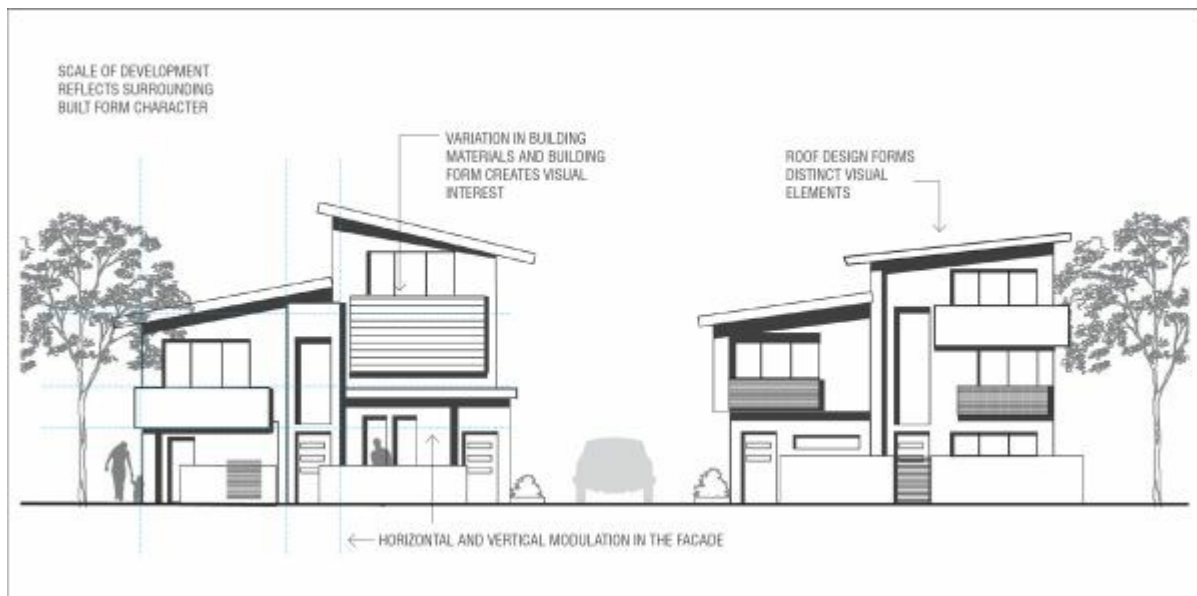 SCALE OF DEVELOPMENT
REFLECTS SURROUNDING
BUILT FORM CHARACTER
VARIATION IN BUILDING
MATERIALS AND BUILDING
FORM CREATES VISUAL
INTEREST
ROOF DESIGN FORMS
DISTINCT VISUAL
ELEMENTS
HORIZONTAL AND VERTICAL MODULATION IN THE FACADE